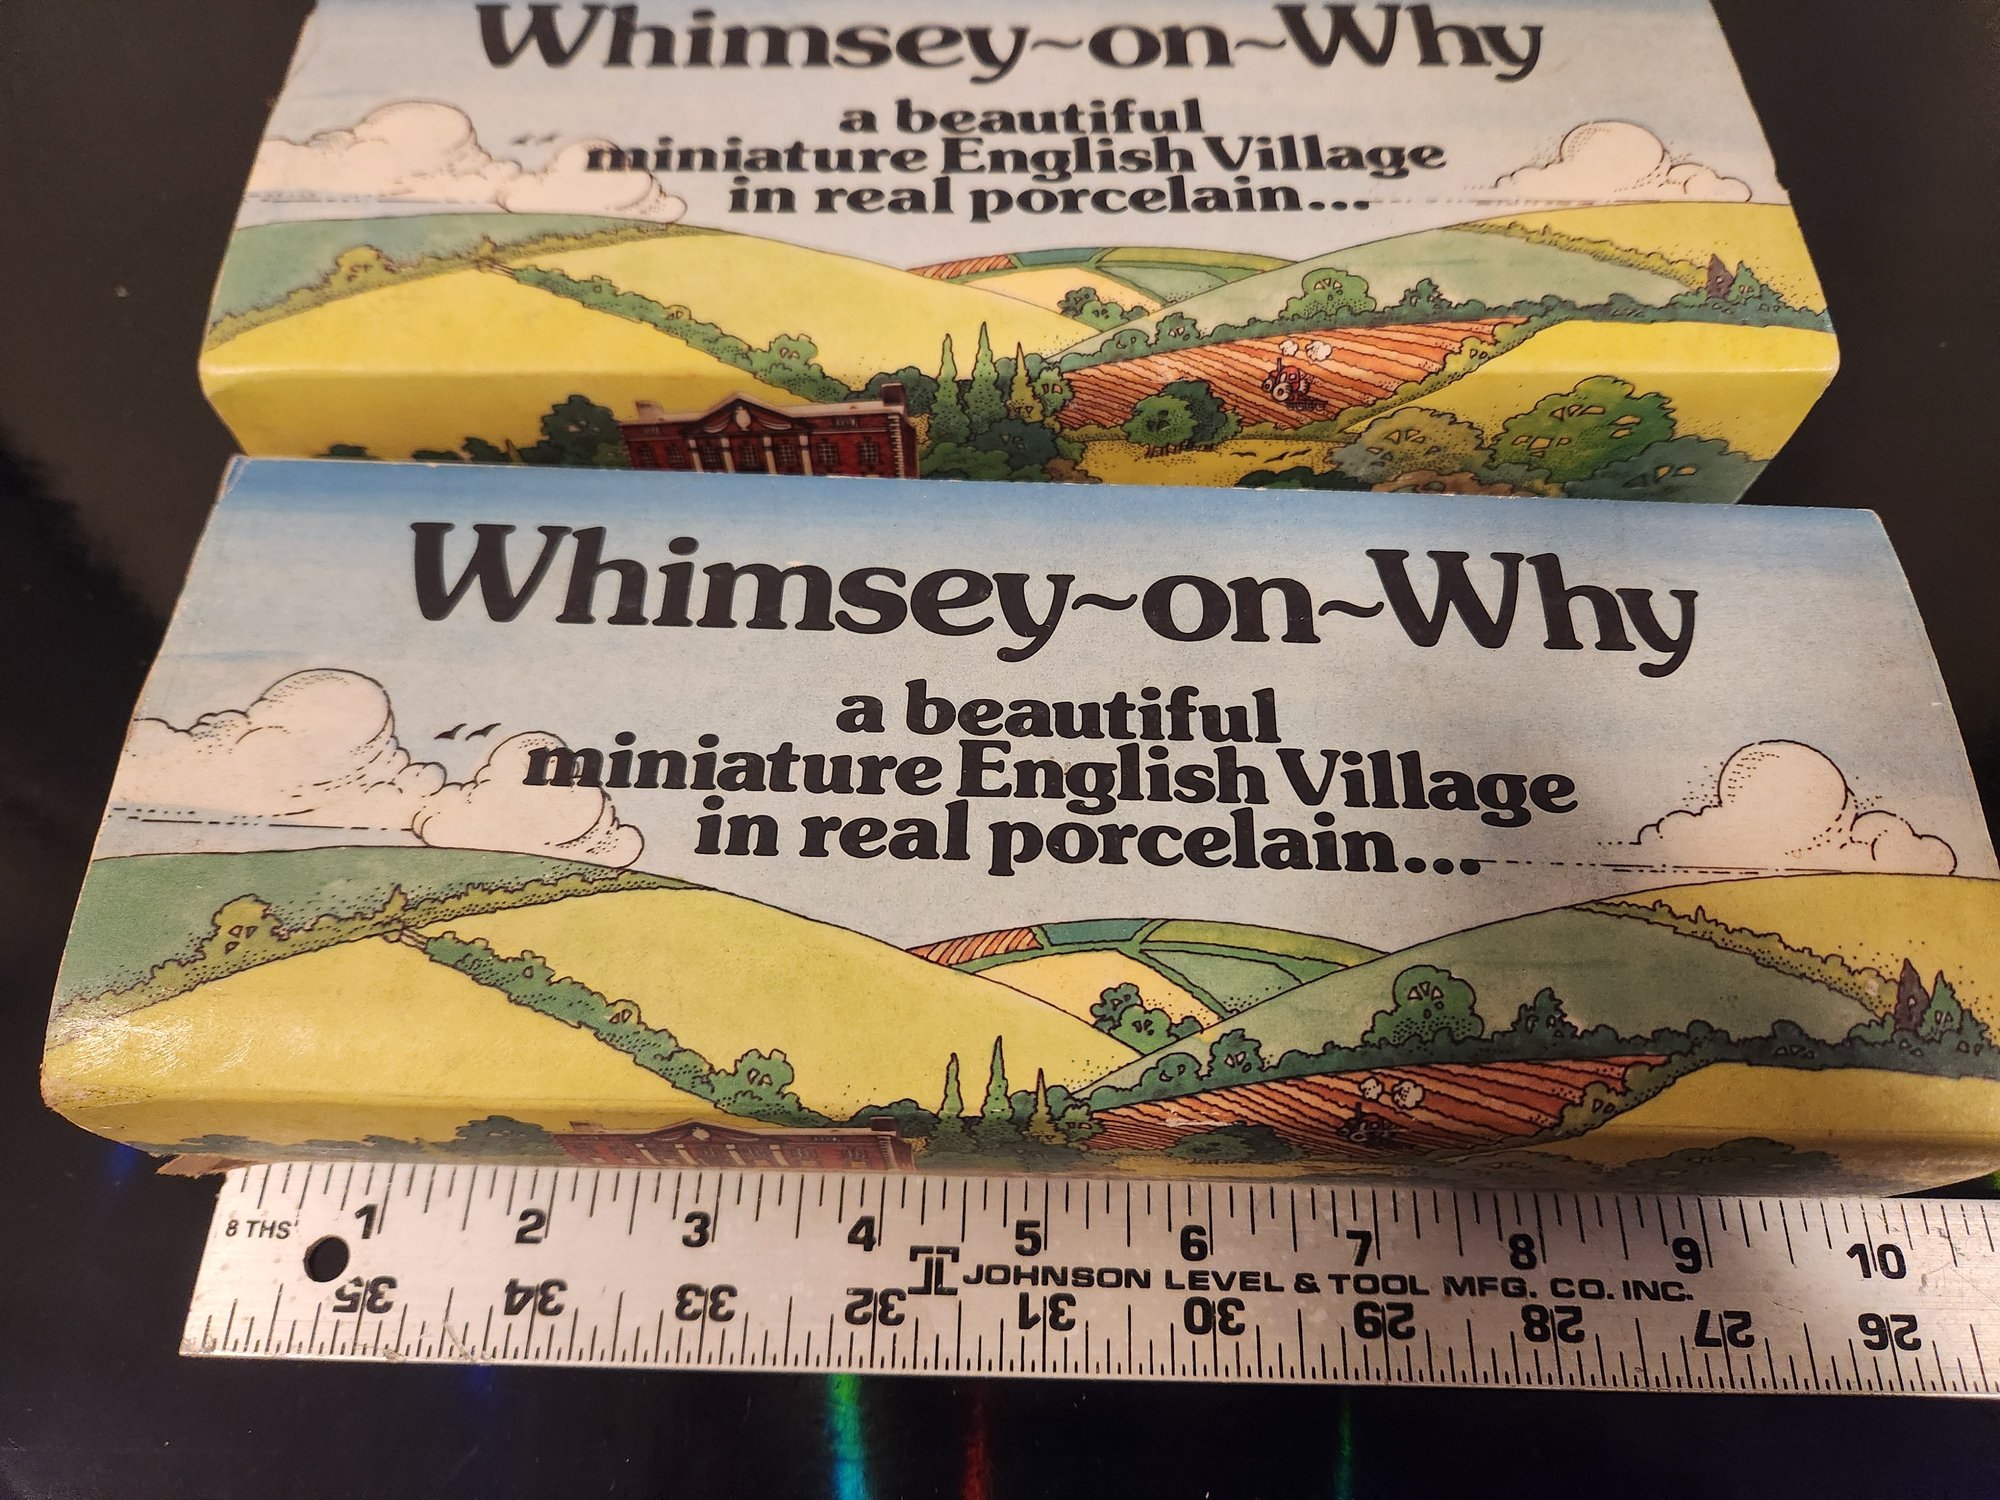 Whimsey~on~Why
a beautiful
miniature English Village
in real porcelain...
Whimsey~on~Why
a beautiful
miniature English Village
in real porcelain...
8 THS 1 2 3 4 5 6 7 8 9 10
JOHNSON LEVEL & TOOL MFG. CO. INC.
35 34 33 32 31 30 29 28 27 26